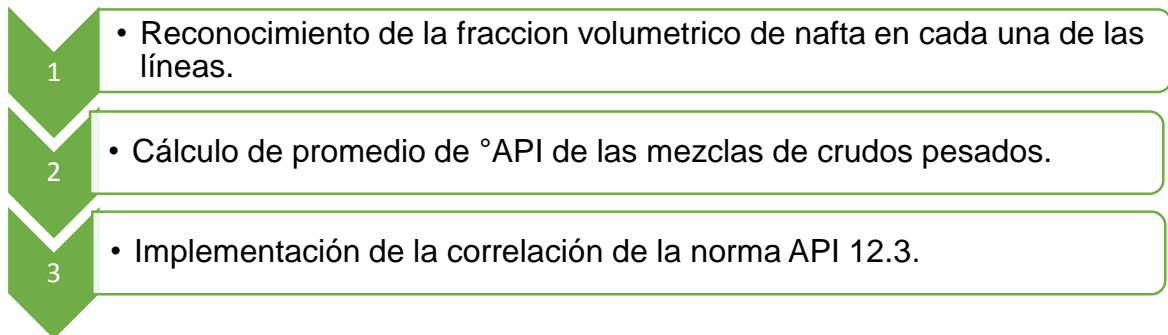 1
• Reconocimiento de la fraccion volumetrico de nafta en cada una de las
líneas.
2
• Cálculo de promedio de °API de las mezclas de crudos pesados.
3
• Implementación de la correlación de la norma API 12.3.